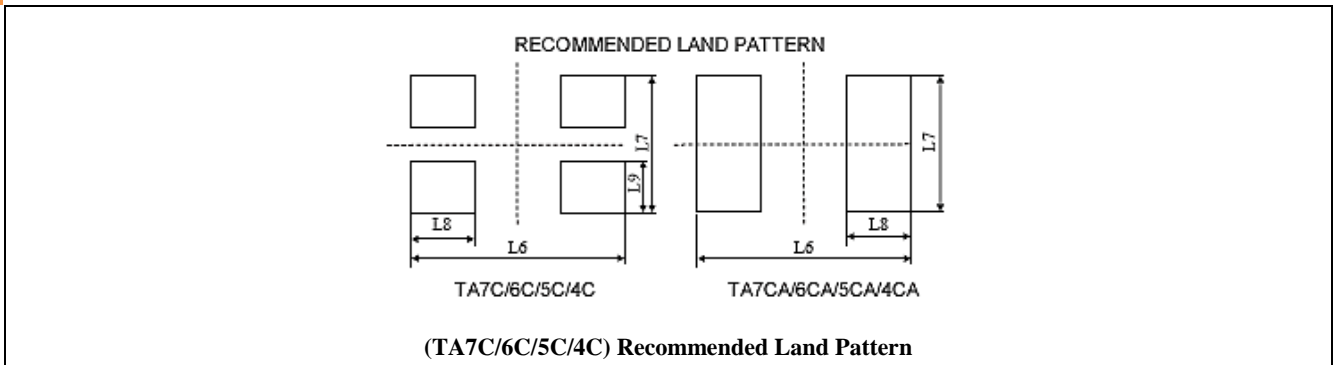 RECOMMENDED LAND PATTERN
L7
L9
L8
L6
L7
L8
L6
TA7C/6C/5C/4C
TA7CA/6CA/5CA/4CA
(TA7C/6C/5C/4C) Recommended Land Pattern